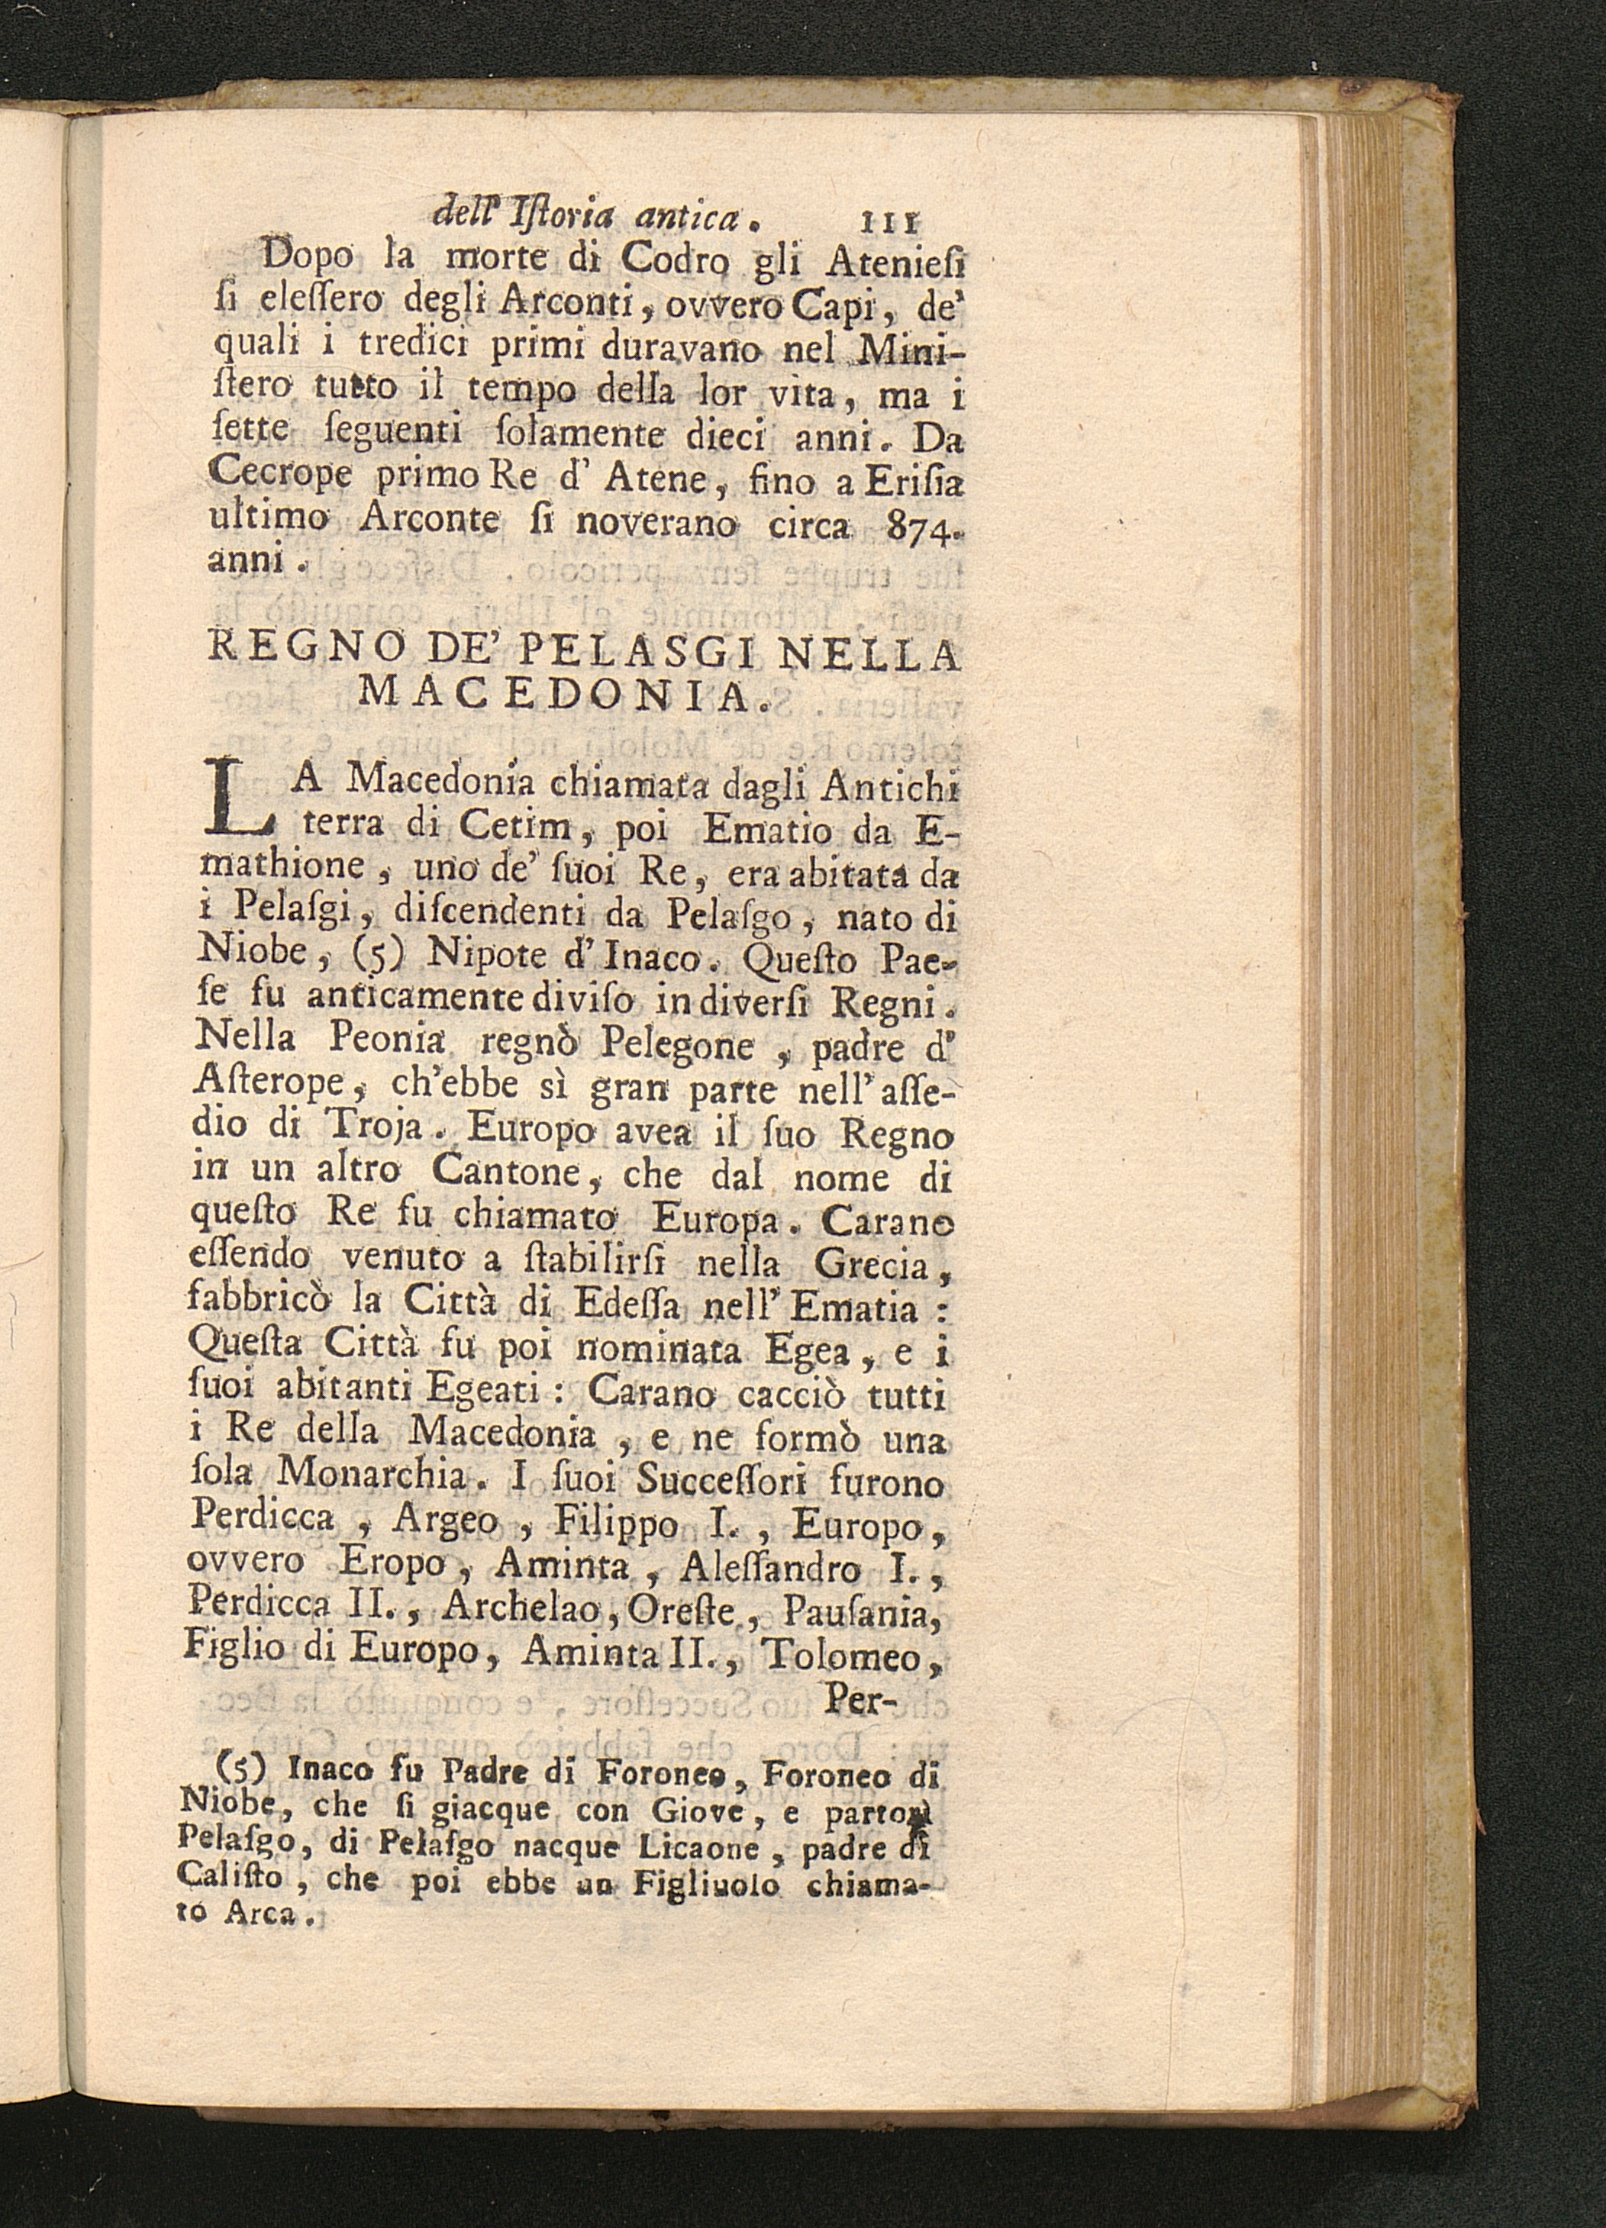 dell' Iſtoria antica. 111
Dopo la morte di Codro gli Ateniefi
ſi eleſſero degli Arconti, ovvero Capi, de'
quali i tredici primi duravano nel Mini-
ſtero tutto il tempo della lor vita, ma i
ſette ſeguenti ſolamente dieci anni. Da
Cecrope primo Re d' Atene, fino a Eriſia
ultimo Arconte ſi noverano circa 874.
anni.
REGNO DE' PELASGI NELLA
MACEDONIA.
LA Macedonia chiamata dagli Antichi
terra di Cetim, poi Ematio da E-
mathione, uno de' ſuoi Re, era abitata da
i Pelaſgi, diſcendenti da Pelaſgo, nato di
Niobe, (5) Nipote d' Inaco. Queſto Pae-
ſe fu anticamente diviſo in diverſi Regni.
Nella Peonia regnò Pelegone, padre d'
Aſterope, ch'ebbe sì gran parte nell' aſſe-
dio di Troja. Europo avea il ſuo Regno
in un altro Cantone, che dal nome di
queſto Re fu chiamato Europa. Carano
eſſendo venuto a ſtabilirſi nella Grecia,
fabbricò la Città di Edeſſa nell' Ematia :
Queſta Città fu poi nominata Egea, e i
ſuoi abitanti Egeati : Carano cacciò tutti
i Re della Macedonia, e ne formò una
ſola Monarchia. I ſuoi Succeſſori furono
Perdicca, Argeo, Filippo I., Europo,
ovvero Eropo, Aminta, Aleſſandro I.,
Perdicca II., Archelao, Oreſte, Pauſania,
Figlio di Europo, Aminta II., Tolomeo,
Per-
(5) Inaco fu Padre di Foroneo, Foroneo di
Niobe, che ſi giacque con Giove, e partorì
Pelaſgo, di Pelaſgo nacque Licaone, padre di
Caliſto, che poi ebbe un Figliuolo chiama-
to Arca.